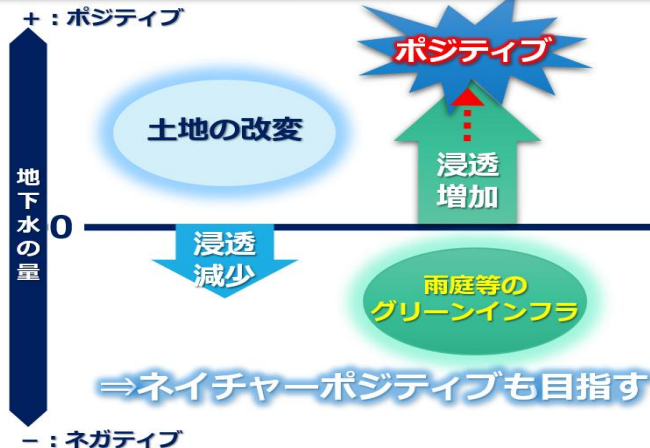 +：ポジティブ
ポジティブ
土地の改変
浸透
増加
地下水の量
0
浸透
減少
雨庭等の
グリーンインフラ
⇒ネイチャーポジティブも目指す
－：ネガティブ